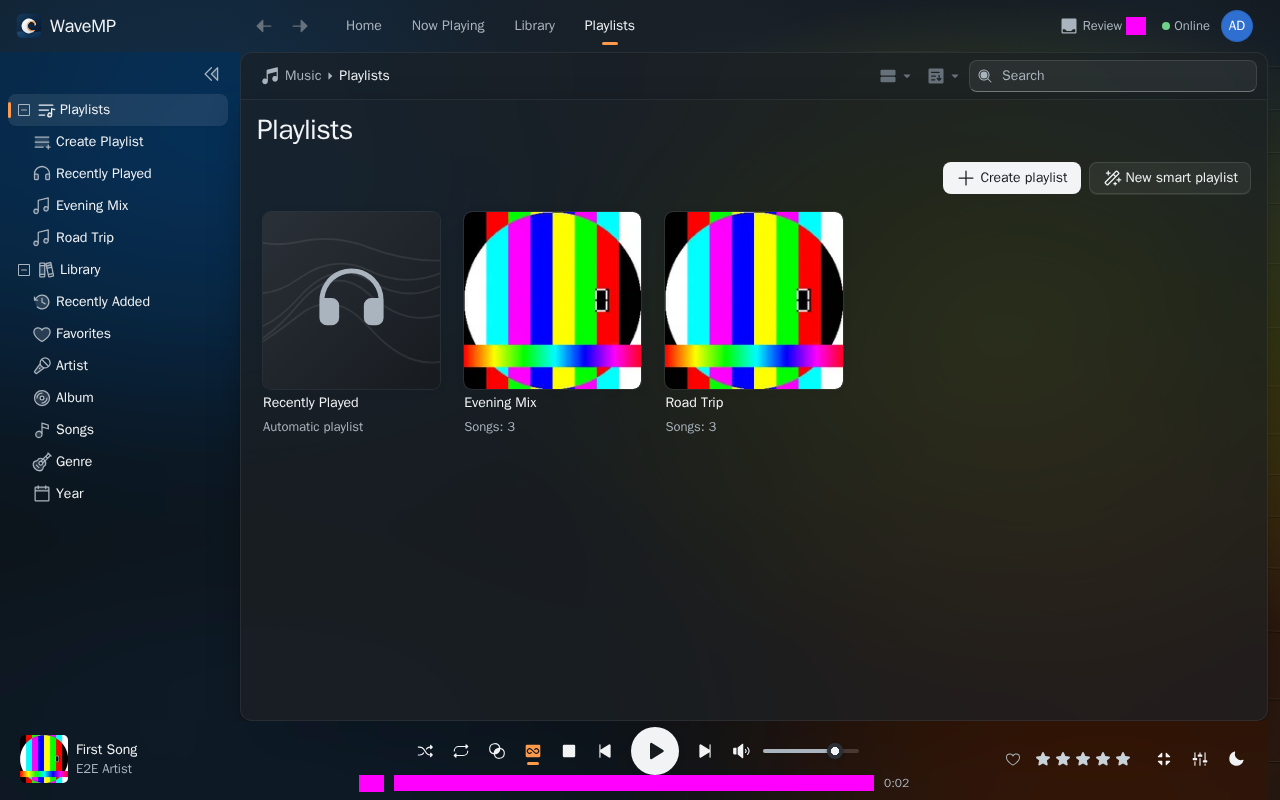 WaveMP
Home
Now Playing
Library
Playlists
Review
Online
AD
Music
Playlists
Search
Playlists
Create Playlist
Recently Played
Evening Mix
Road Trip
Library
Recently Added
Favorites
Artist
Album
Songs
Genre
Year
Playlists
Create playlist
New smart playlist
Recently Played
Automatic playlist
Evening Mix
Songs: 3
Road Trip
Songs: 3
First Song
E2E Artist
0:02